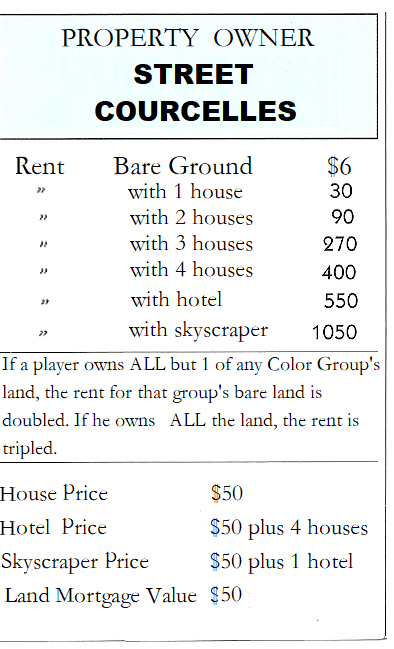 PROPERTY OWNER
STREET
COURCELLES
Rent Bare Ground $6
" with 1 house 30
" with 2 houses 90
" with 3 houses 270
" with 4 houses 400
" with hotel 550
" with skyscraper 1050
If a player owns ALL but 1 of any Color Group's
land, the rent for that group's bare land is
doubled. If he owns ALL the land, the rent is
tripled.
House Price $50
Hotel Price $50 plus 4 houses
Skyscraper Price $50 plus 1 hotel
Land Mortgage Value $50